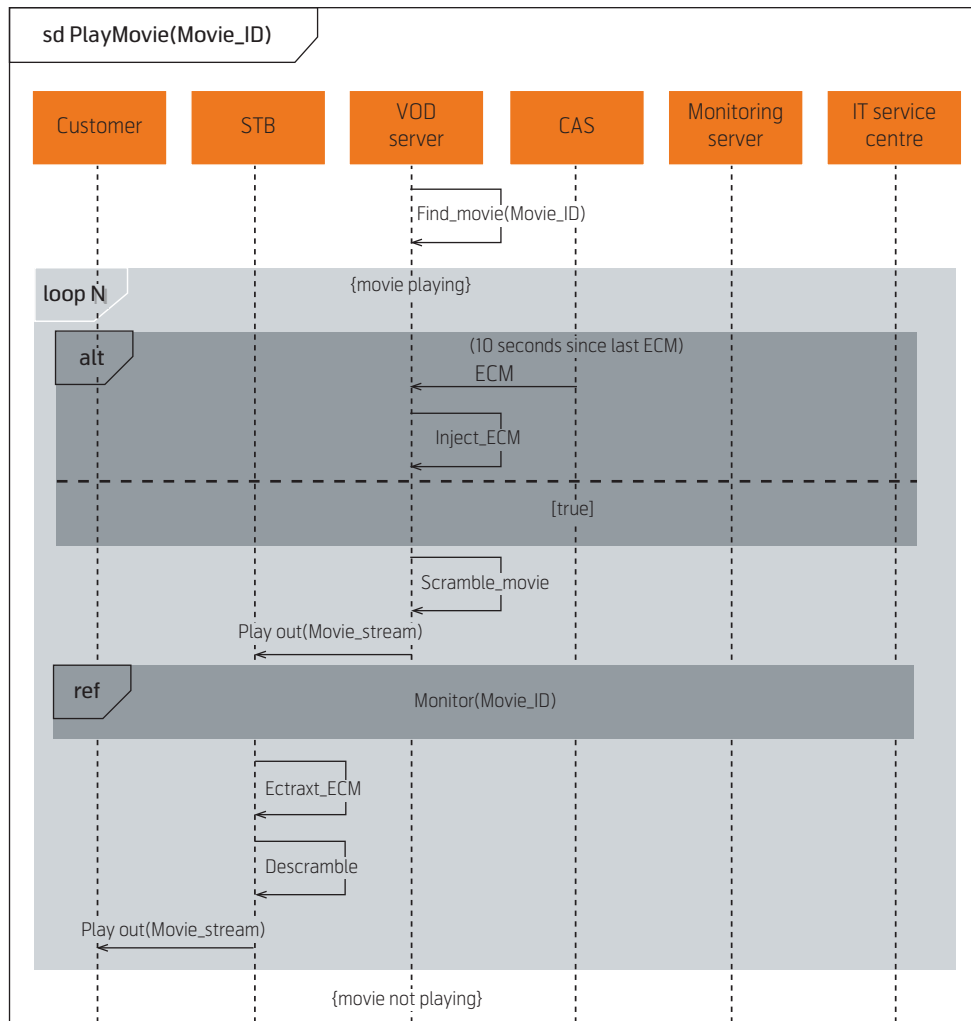 sd PlayMovie(Movie_ID)
Customer
STB
VOD
server
CAS
Monitoring
server
IT service
centre
Find_movie(Movie_ID)
loop N
{movie playing}
alt
(10 seconds since last ECM)
ECM
Inject_ECM
[true]
Scramble_movie
Play out(Movie_stream)
ref
Monitor(Movie_ID)
Ectraxt_ECM
Descramble
Play out(Movie_stream)
{movie not playing}